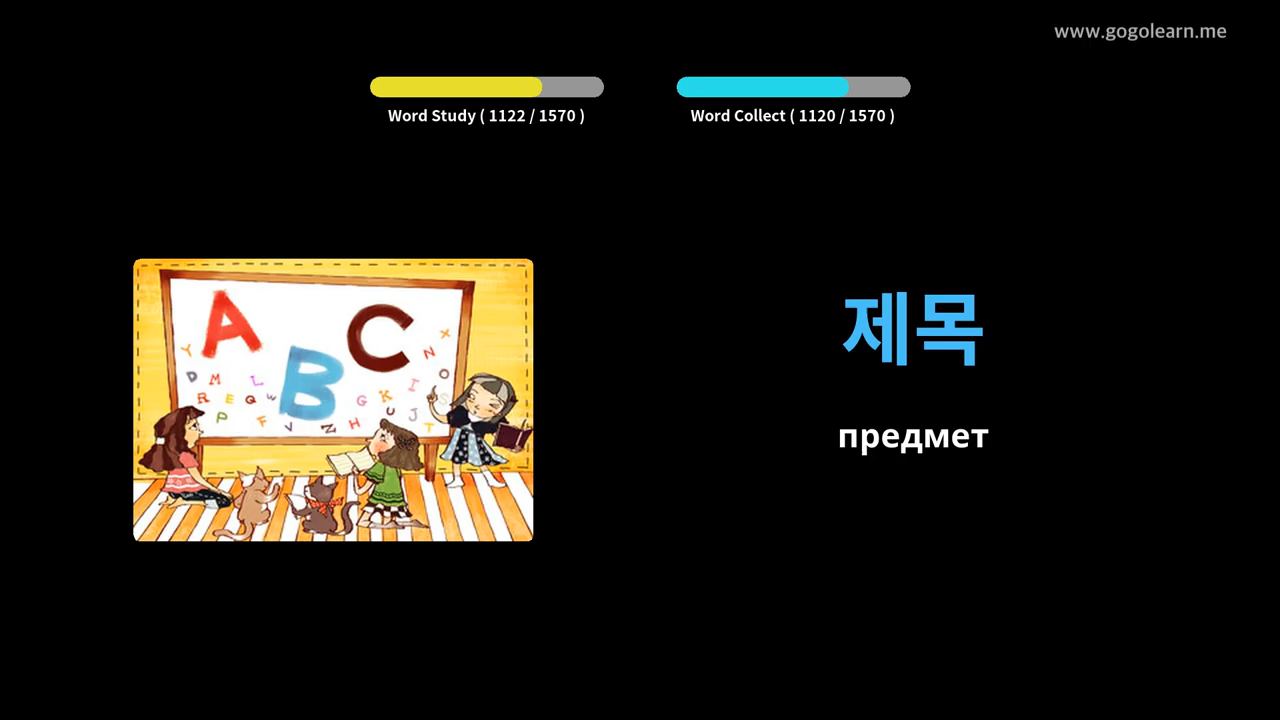 www.gogolearn.me
Word Study ( 1122 / 1570 )
Word Collect ( 1120 / 1570 )
A
B
C
Y
X
N
D M L O
R E Q W G K I S
P F V Z H U J T
제목
предмет